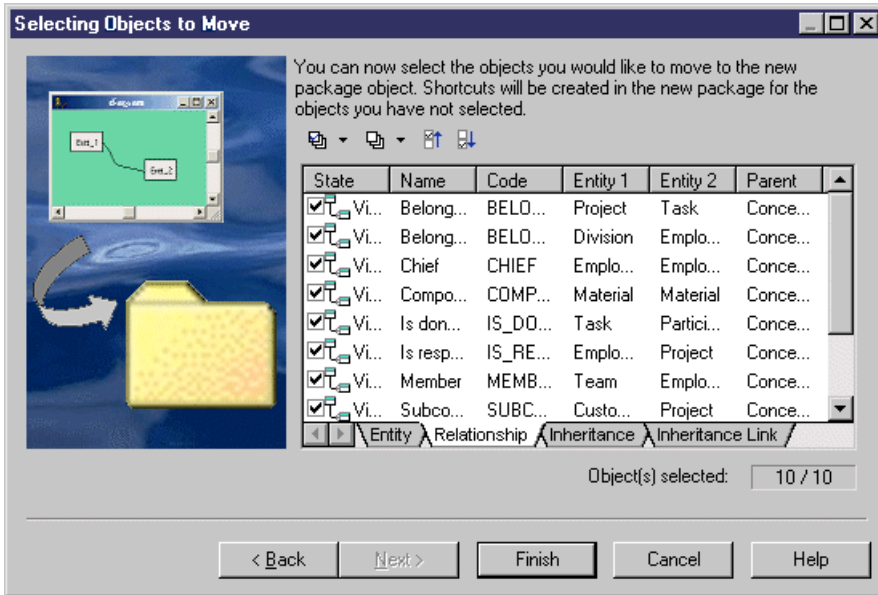 Selecting Objects to Move
You can now select the objects you would like to move to the new
package object. Shortcuts will be created in the new package for the
objects you have not selected.
diagram
Entt_1
Entt_2
State Name Code Entity 1 Entity 2 Parent
Vi... Belong... BELO... Project Task Conce...
Vi... Belong... BELO... Division Emplo... Conce...
Vi... Chief CHIEF Emplo... Emplo... Conce...
Vi... Compo... COMP... Material Material Conce...
Vi... Is don... IS_DO... Task Partici... Conce...
Vi... Is resp... IS_RE... Emplo... Project Conce...
Vi... Member MEMB... Team Emplo... Conce...
Vi... Subco... SUBC... Custo... Project Conce...
Entity Relationship Inheritance Inheritance Link
Object(s) selected: 10 / 10
< Back Next > Finish Cancel Help